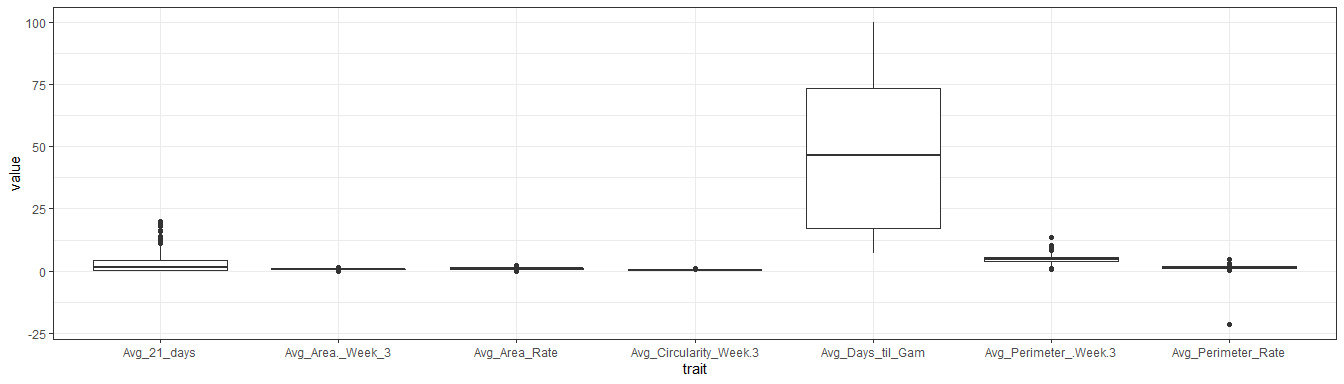 100
75
50
25
0
-25
value
Avg_21_days Avg_Area._Week_3 Avg_Area_Rate Avg_Circularity_Week.3 Avg_Days_til_Gam Avg_Perimeter_.Week.3 Avg_Perimeter_Rate
trait